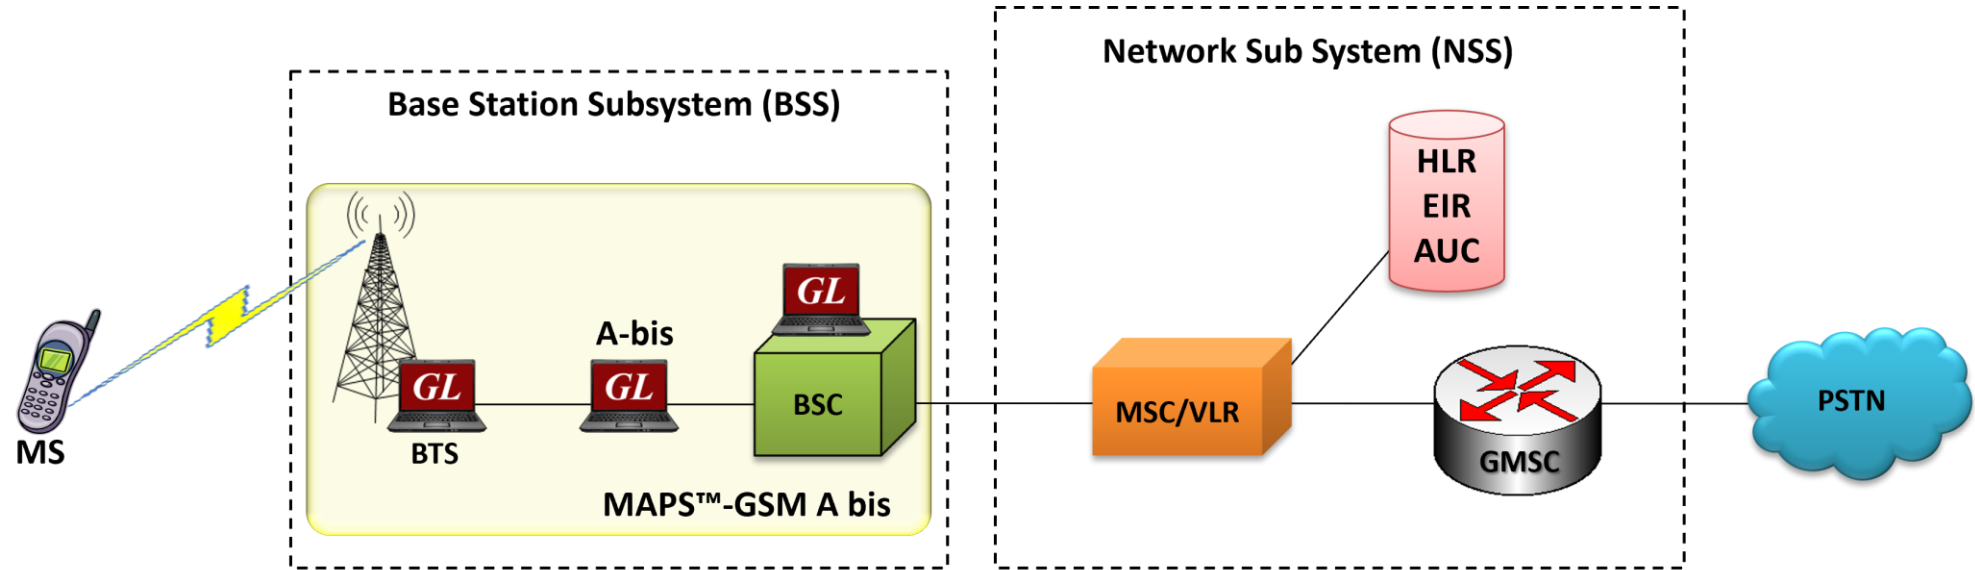 Network Sub System (NSS)
Base Station Subsystem (BSS)
HLR
EIR
AUC
GL
A-bis
GL
GL
BSC
MSC/VLR
PSTN
MS
BTS
GMSC
MAPS™-GSM A bis